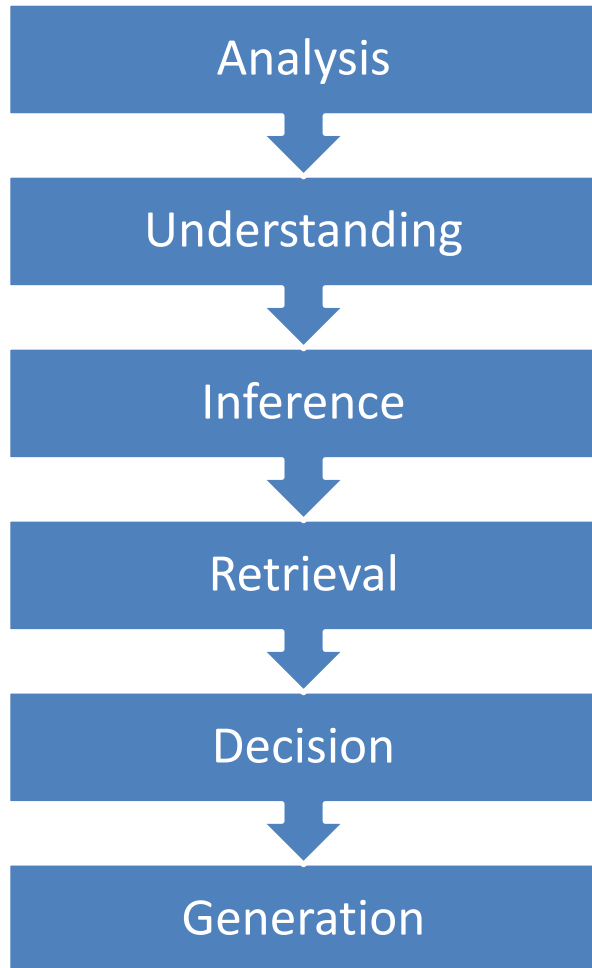 Analysis
Understanding
Inference
Retrieval
Decision
Generation